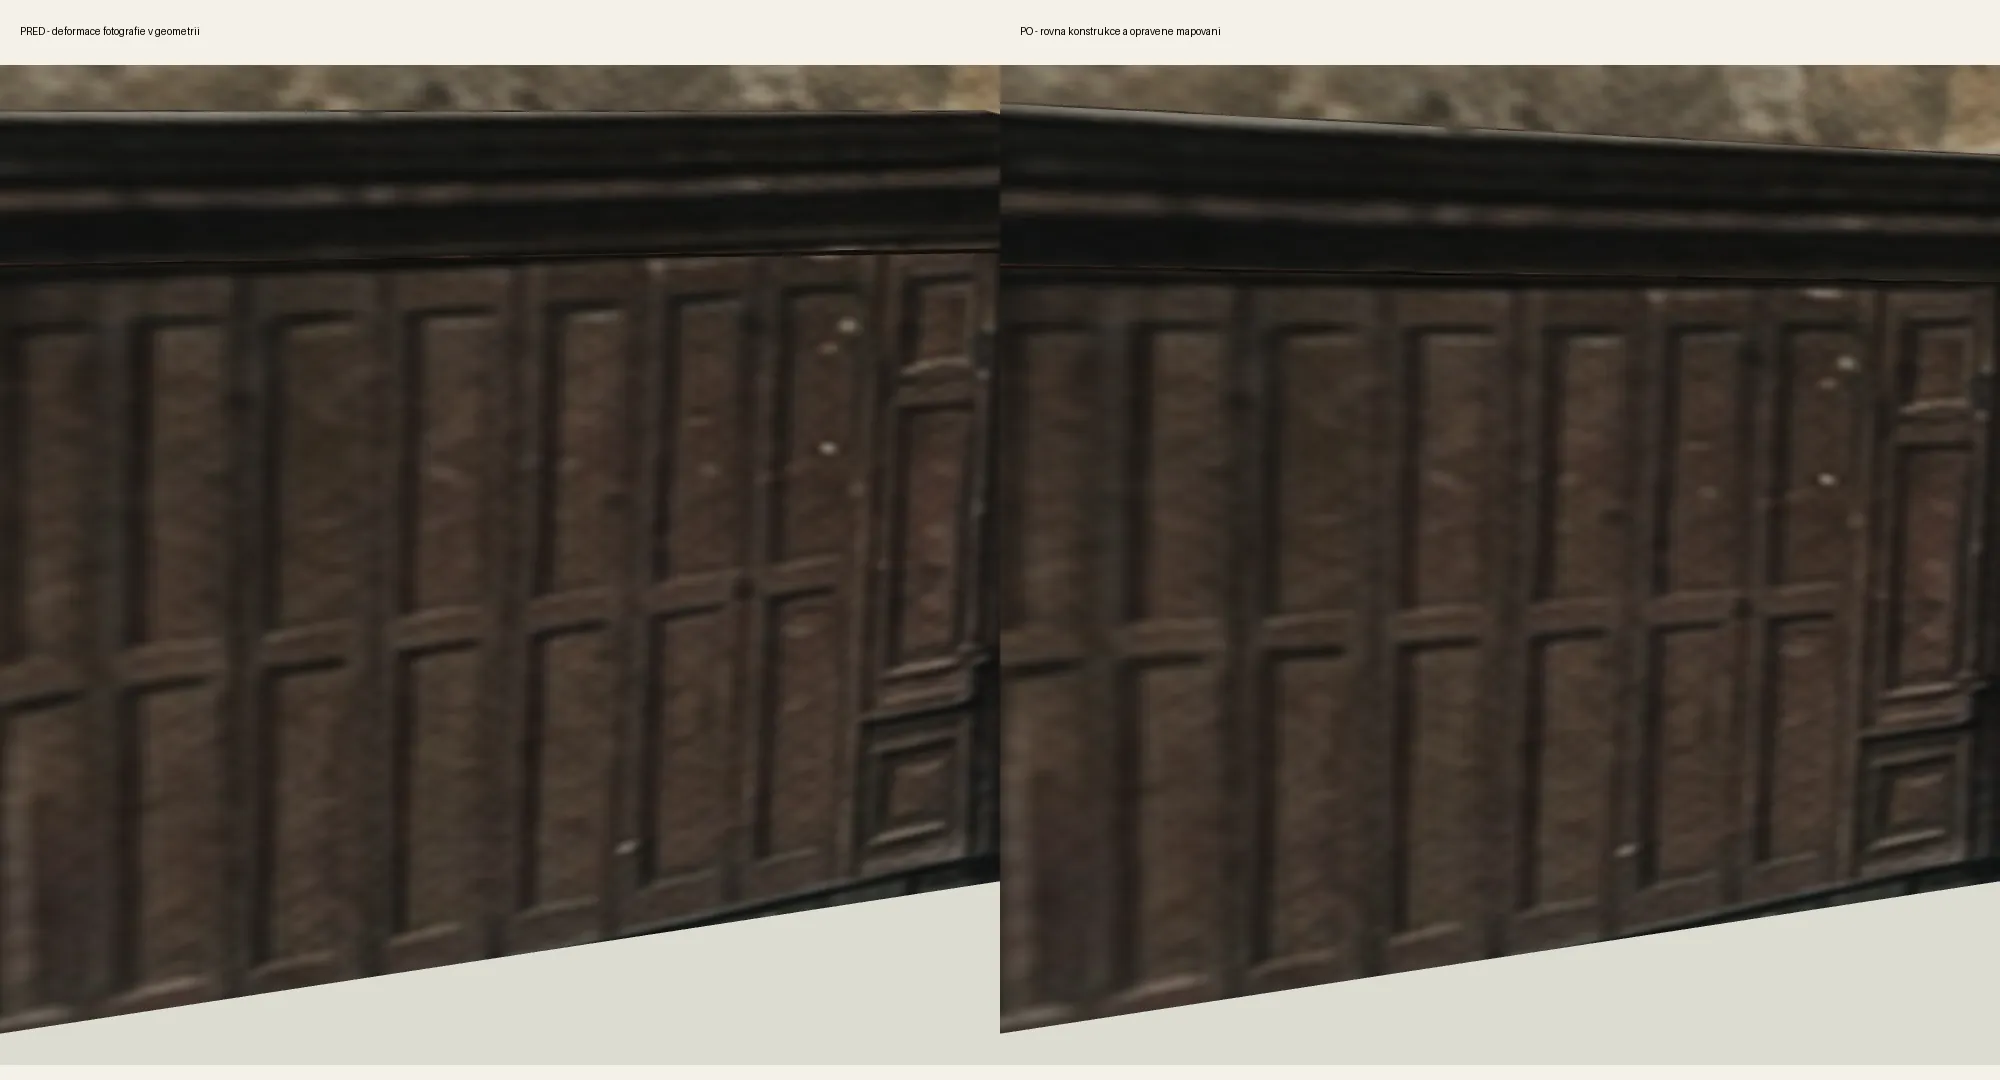 PRED - deformace fotografie v geometrii
PO - rovna konstrukce a opravene mapovani